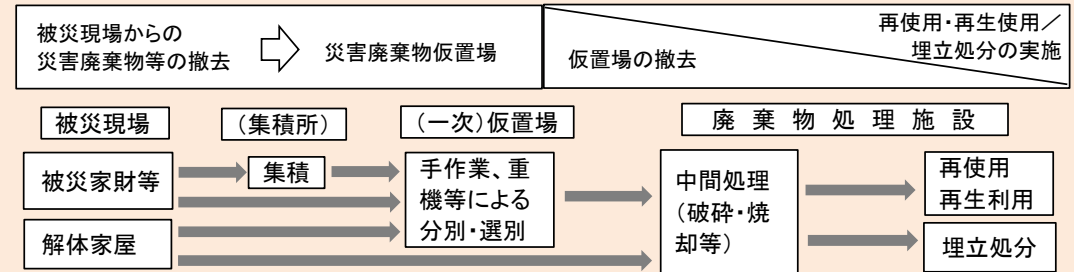 被災現場からの
災害廃棄物等の撤去
災害廃棄物仮置場
仮置場の撤去
再使用・再生使用／
埋立処分の実施
被災現場
（集積所）
（一次）仮置場
廃棄物処理施設
被災家財等
集積
手作業、重
機等による
分別・選別
中間処理
（破砕・焼
却等）
再使用
再生利用
解体家屋
埋立処分